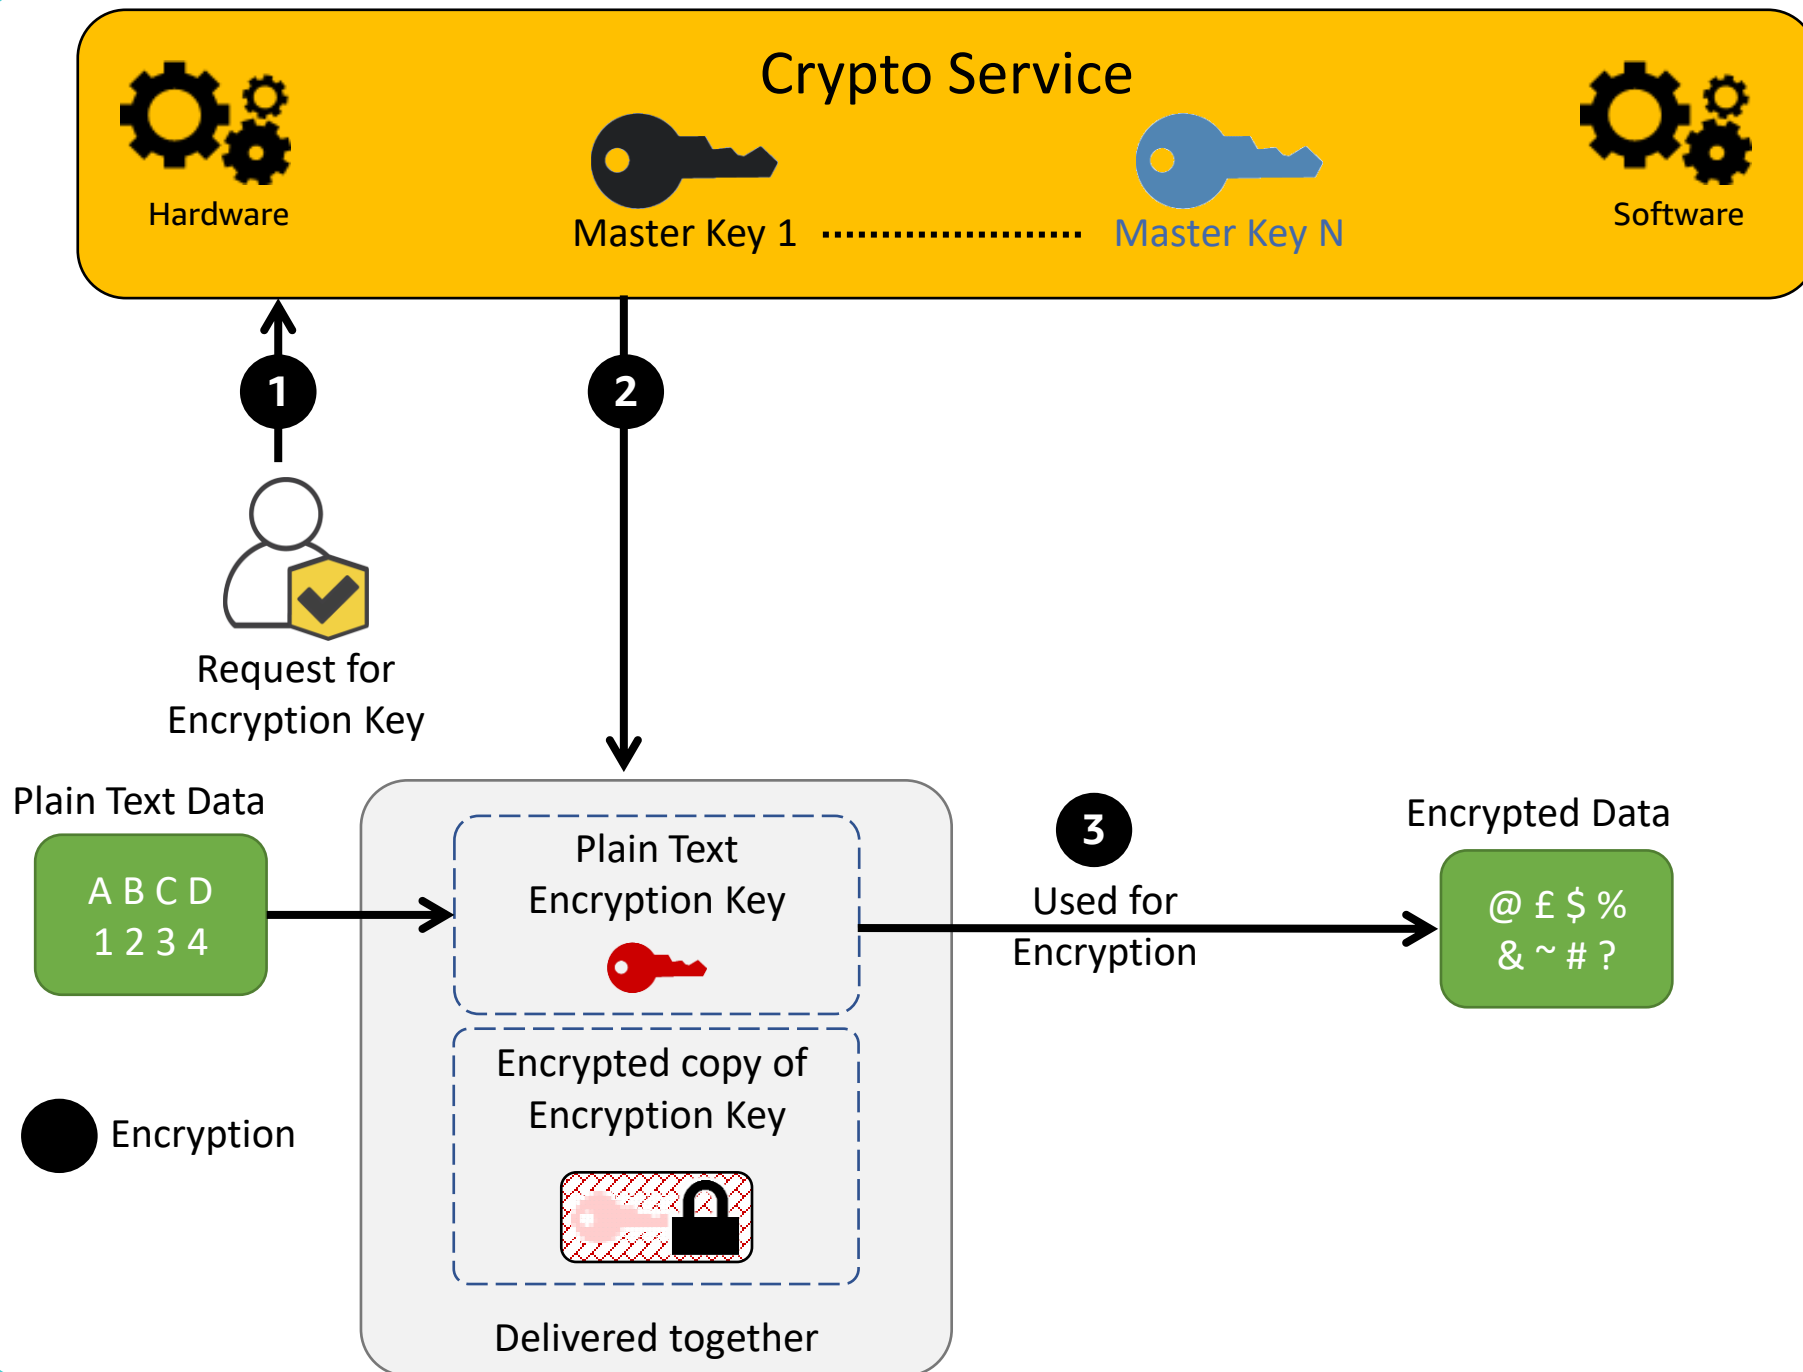 Crypto Service
Hardware
Software
Master Key 1
Master Key N
1
2
Request for
Encryption Key
Plain Text Data
A B C D
1 2 3 4
Plain Text
Encryption Key
3
Used for
Encryption
Encrypted Data
@ £ $ %
& ~ # ?
Encrypted copy of
Encryption Key
Encryption
Delivered together